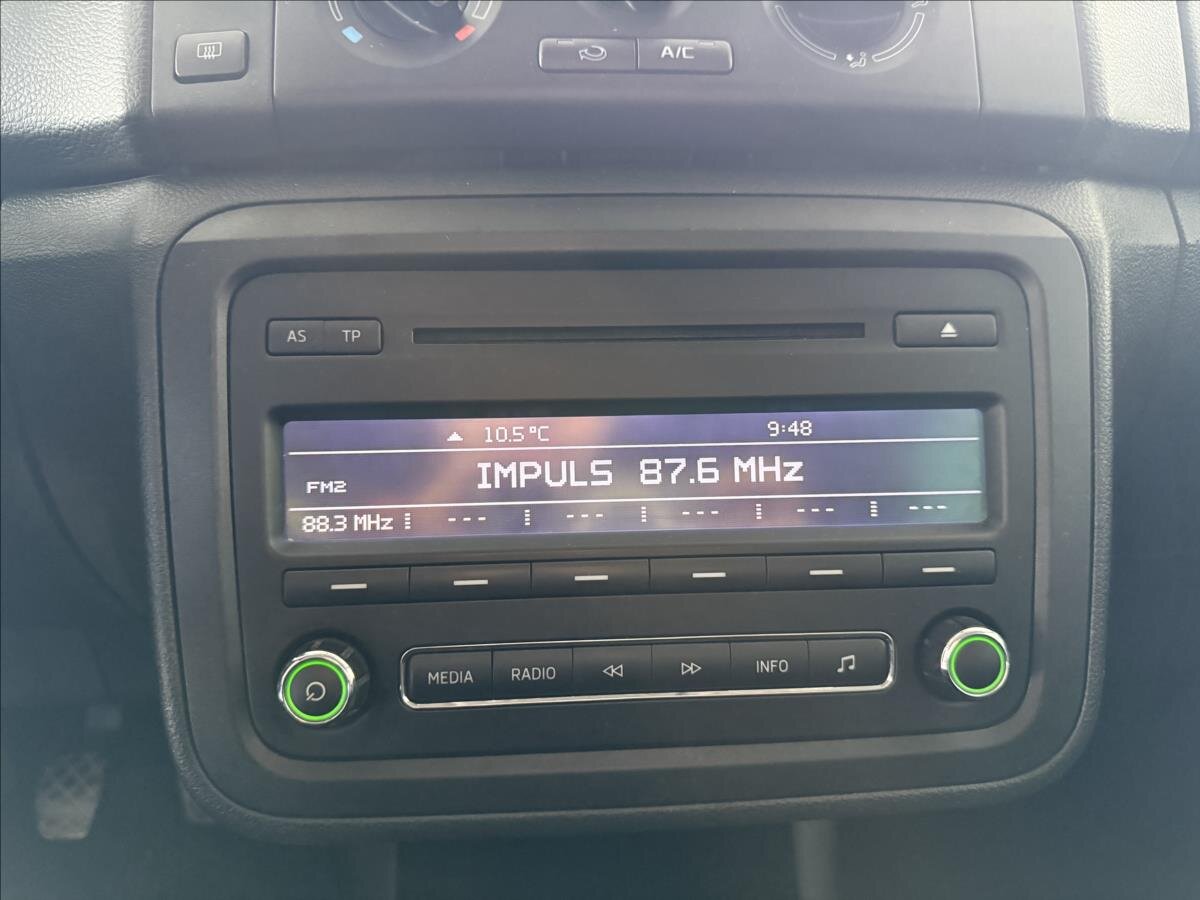 A/C
AS TP
10.5°C 9:48
IMPULS 87.6 MHz
FM2
88.3 MHz --- --- --- --- ---
MEDIA RADIO INFO